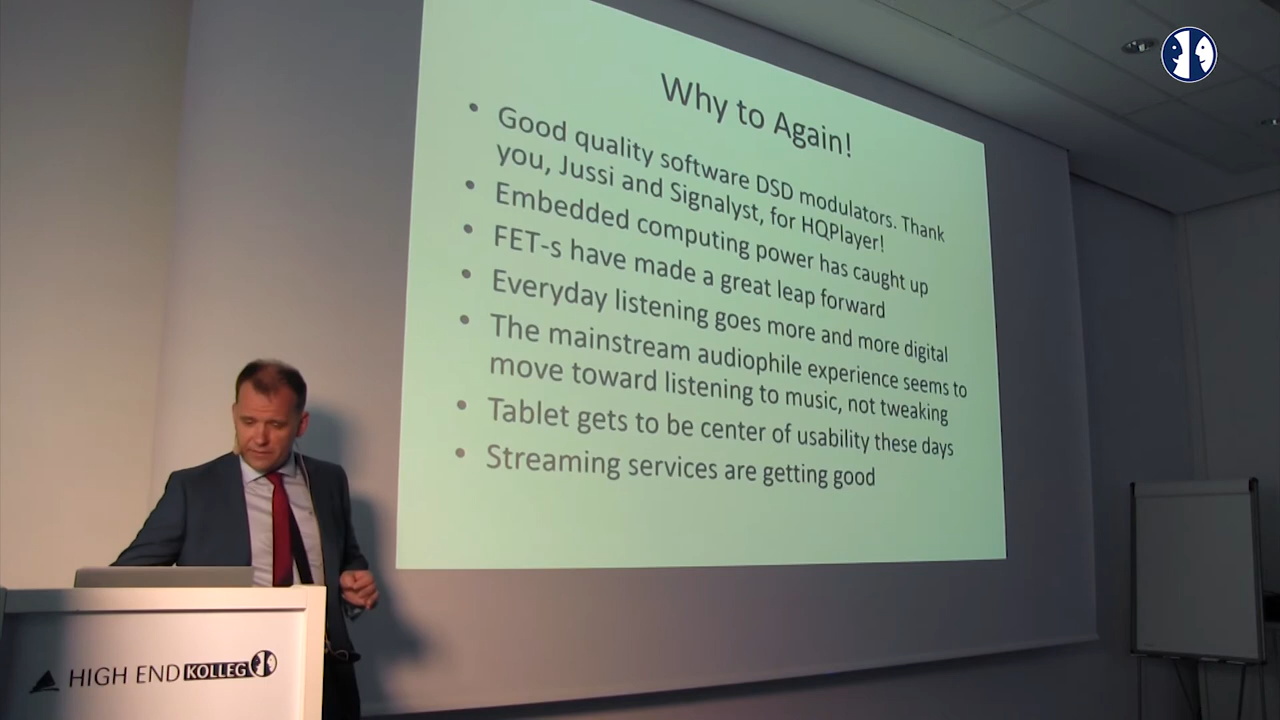 Why to Again!
• Good quality software DSD modulators. Thank
you, Jussi and Signalyst, for HQPlayer!
• Embedded computing power has caught up
• FET-s have made a great leap forward
• Everyday listening goes more and more digital
• The mainstream audiophile experience seems to
move toward listening to music, not tweaking
• Tablet gets to be center of usability these days
• Streaming services are getting good
HIGH END KOLLEG